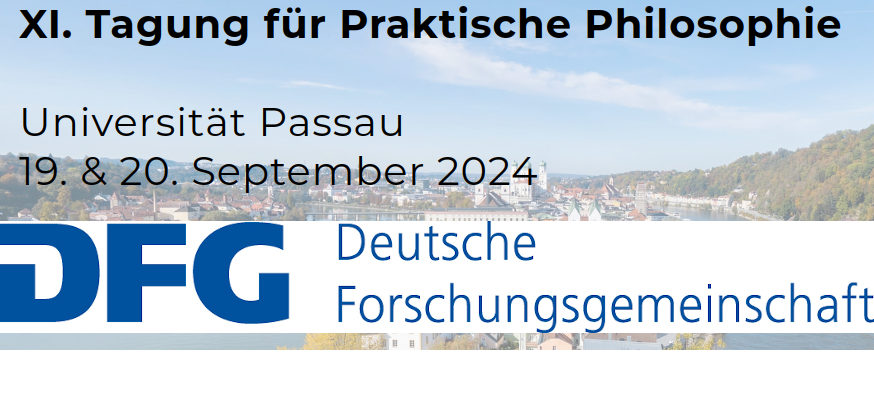 XI. Tagung für Praktische Philosophie
Universität Passau
19. & 20. September 2024
DFG
Deutsche
Forschungsgemeinschaft